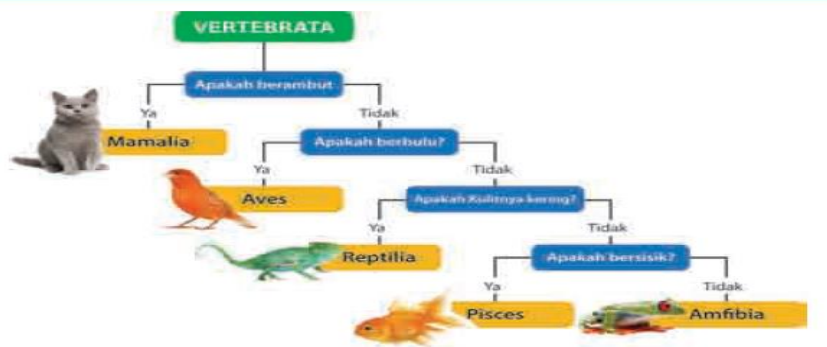 VERTEBRATA
Apakah berambut
Ya
Tidak
Mamalia
Apakah berbulu?
Ya
Tidak
Aves
Apakah Kulitnya kering?
Ya
Tidak
Reptilia
Apakah bersisik?
Ya
Tidak
Pisces
Amfibia